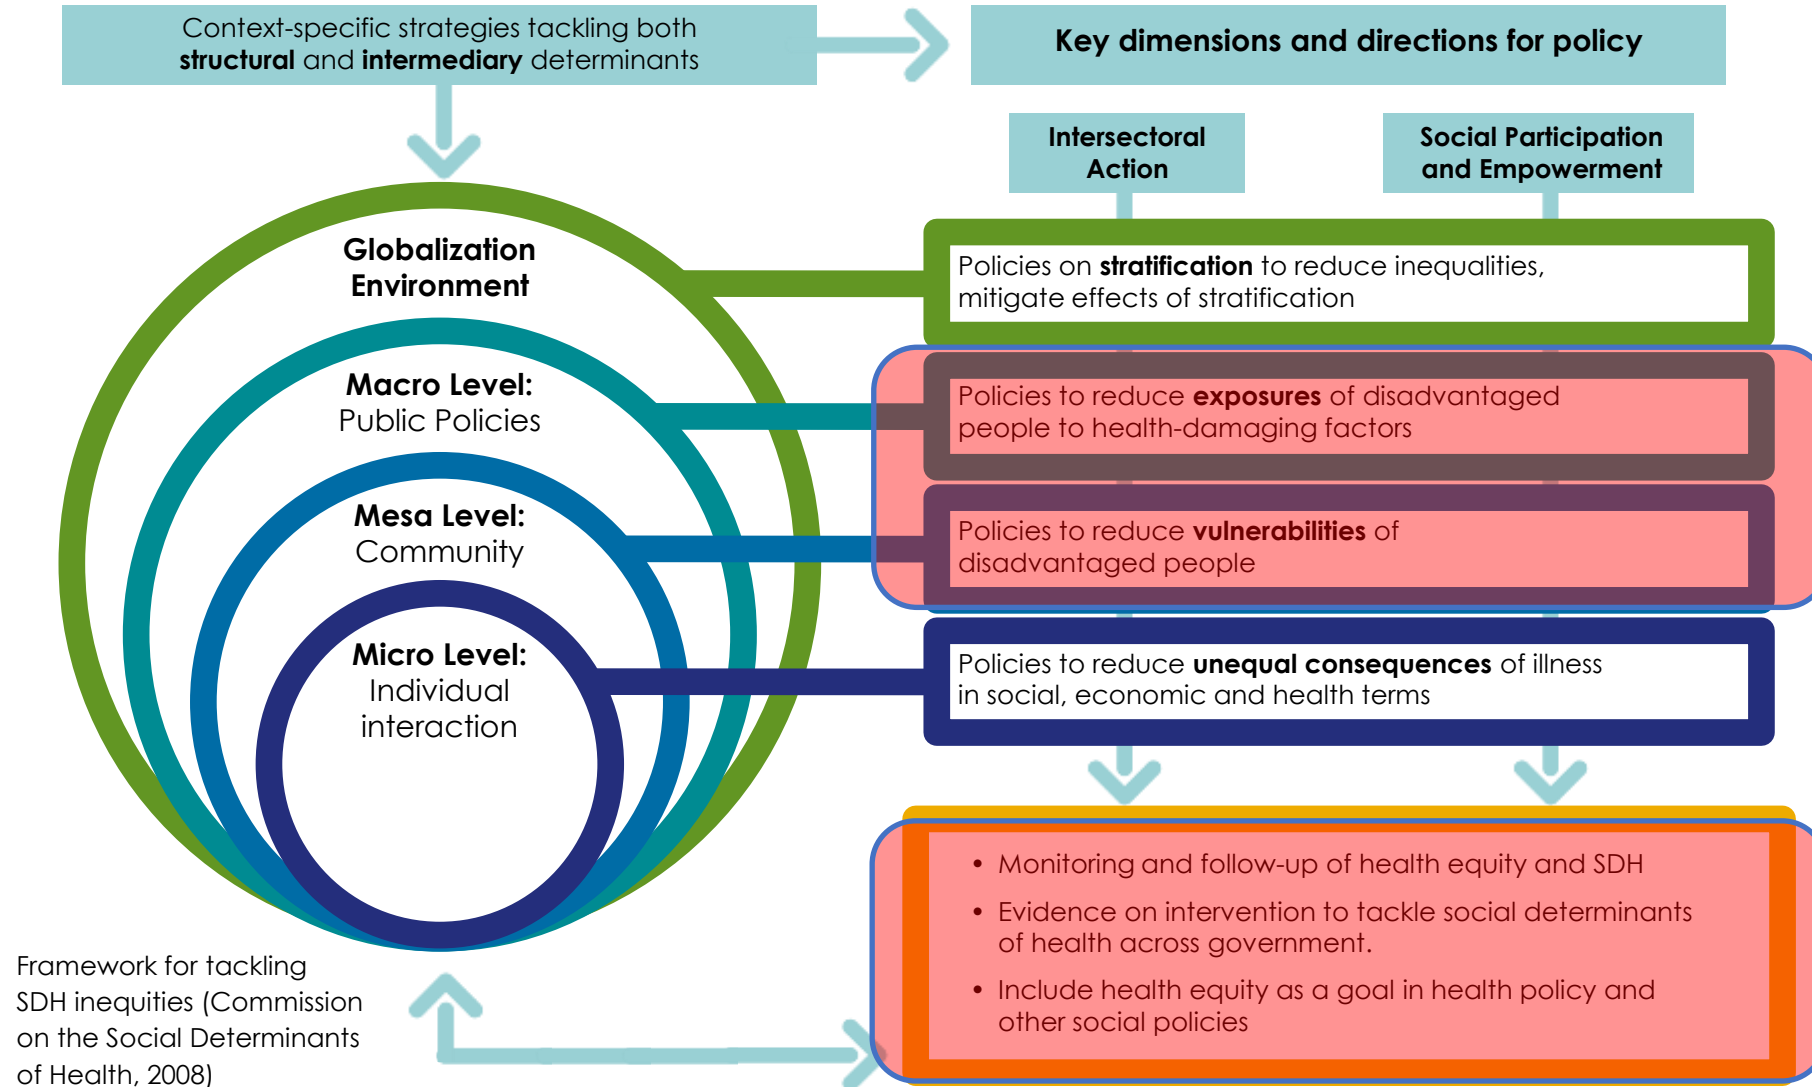 Context-specific strategies tackling both
structural and intermediary determinants
Key dimensions and directions for policy
Intersectoral
Action
Social Participation
and Empowerment
Globalization
Environment
Policies on stratification to reduce inequalities,
mitigate effects of stratification
Macro Level:
Public Policies
Policies to reduce exposures of disadvantaged
people to health-damaging factors
Mesa Level:
Community
Policies to reduce vulnerabilities of
disadvantaged people
Micro Level:
Individual
interaction
Policies to reduce unequal consequences of illness
in social, economic and health terms
• Monitoring and follow-up of health equity and SDH
• Evidence on intervention to tackle social determinants
of health across government.
• Include health equity as a goal in health policy and
other social policies
Framework for tackling
SDH inequities (Commission
on the Social Determinants
of Health, 2008)